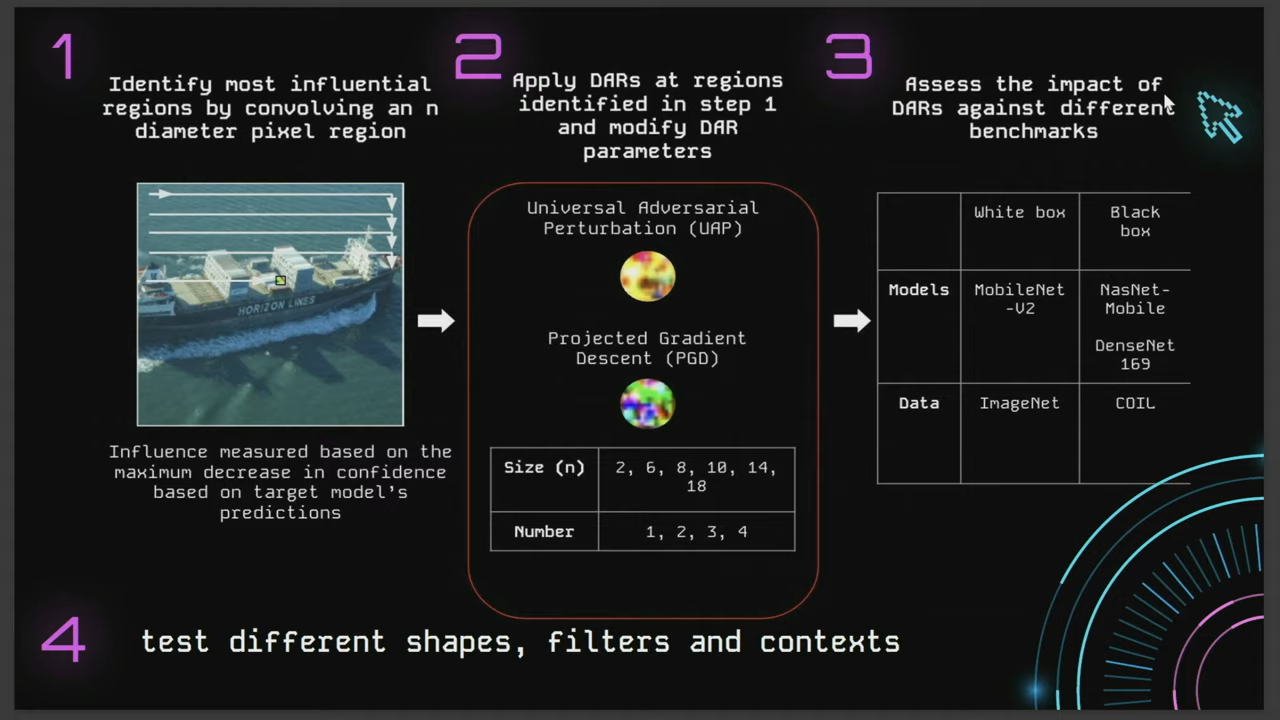 1
Identify most influential
regions by convolving an n
diameter pixel region
HORIZON LINES
Influence measured based on the
maximum decrease in confidence
based on target model's
predictions
2
Apply DARs at regions
identified in step 1
and modify DAR
parameters
Universal Adversarial
Perturbation (UAP)
Projected Gradient
Descent (PGD)
Size (n) 2, 6, 8, 10, 14,
18
Number 1, 2, 3, 4
3
Assess the impact of
DARs against different
benchmarks
White box Black
box
Models MobileNet NasNet-
-V2 Mobile
DenseNet
169
Data ImageNet COIL
4
test different shapes, filters and contexts